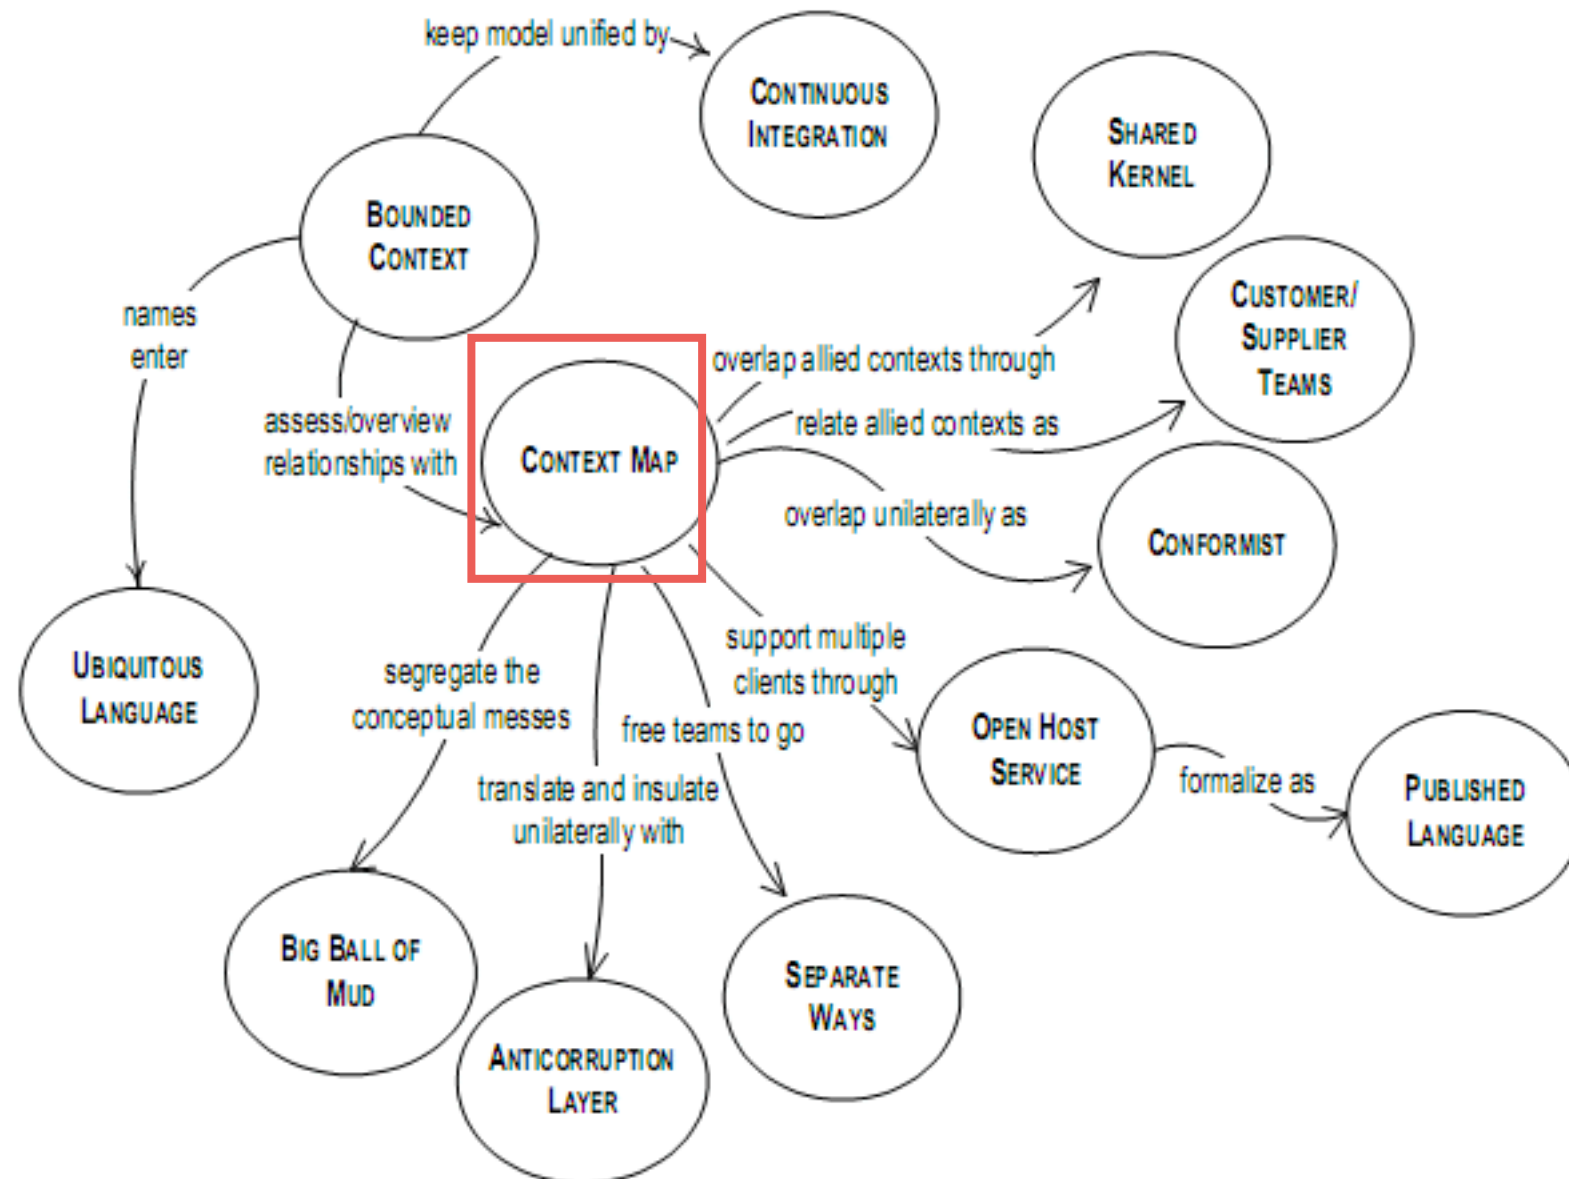 keep model unified by
CONTINUOUS
INTEGRATION
SHARED
KERNEL
BOUNDED
CONTEXT
CUSTOMER/
SUPPLIER
TEAMS
names
enter
overlap allied contexts through
assess/overview
relationships with
relate allied contexts as
CONTEXT MAP
overlap unilaterally as
CONFORMIST
support multiple
clients through
UBIQUITOUS
LANGUAGE
segregate the
conceptual messes
free teams to go
OPEN HOST
SERVICE
formalize as
PUBLISHED
LANGUAGE
translate and insulate
unilaterally with
BIG BALL OF
MUD
SEPARATE
WAYS
ANTICORRUPTION
LAYER